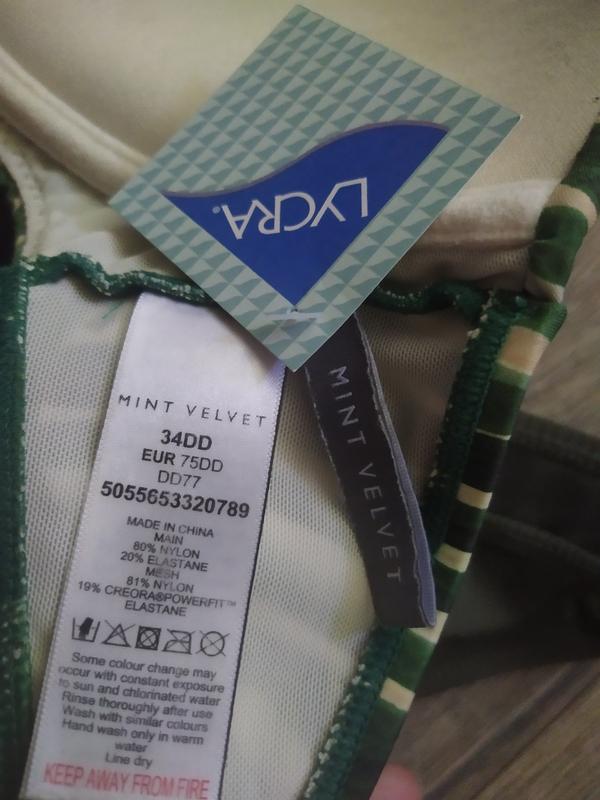 LYCRA®
MINT VELVET
34DD
EUR 75DD
DD77
5055653320789
MADE IN CHINA
MAIN
80% NYLON
20% ELASTANE
MESH
81% NYLON
19% CREORA®POWERFIT™
ELASTANE
Some colour change may
occur with constant exposure
to sun and chlorinated water
Rinse thoroughly after use
Wash with similar colours
Hand wash only in warm
water
Line dry
KEEP AWAY FROM FIRE
MINT VELVET